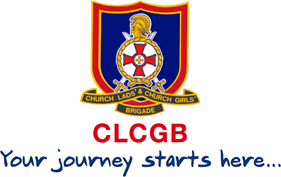 CHURCH LADS' & CHURCH GIRLS'
BRIGADE
CLCGB
Your journey starts here...